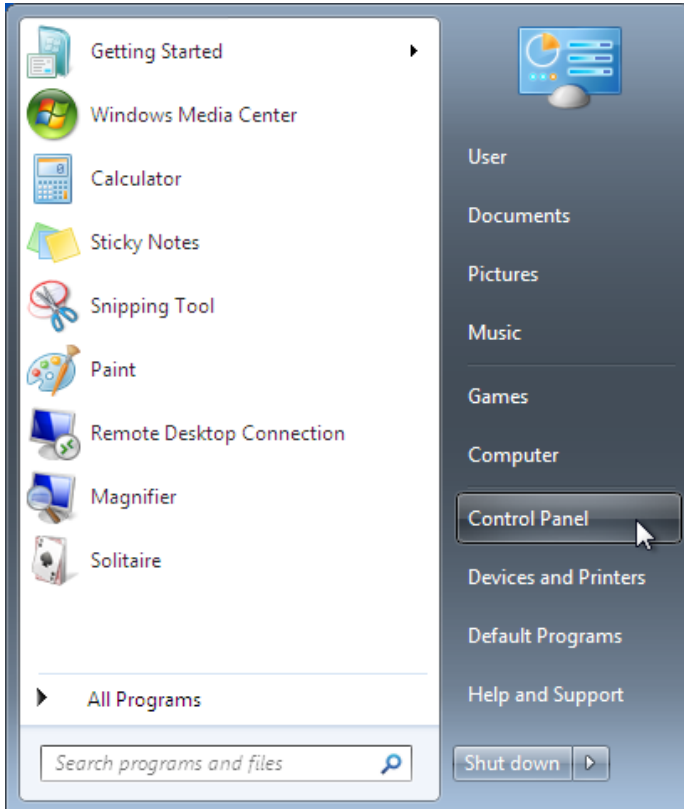 Getting Started
Windows Media Center
Calculator
Sticky Notes
Snipping Tool
Paint
Remote Desktop Connection
Magnifier
Solitaire
All Programs
Search programs and files
User
Documents
Pictures
Music
Games
Computer
Control Panel
Devices and Printers
Default Programs
Help and Support
Shut down